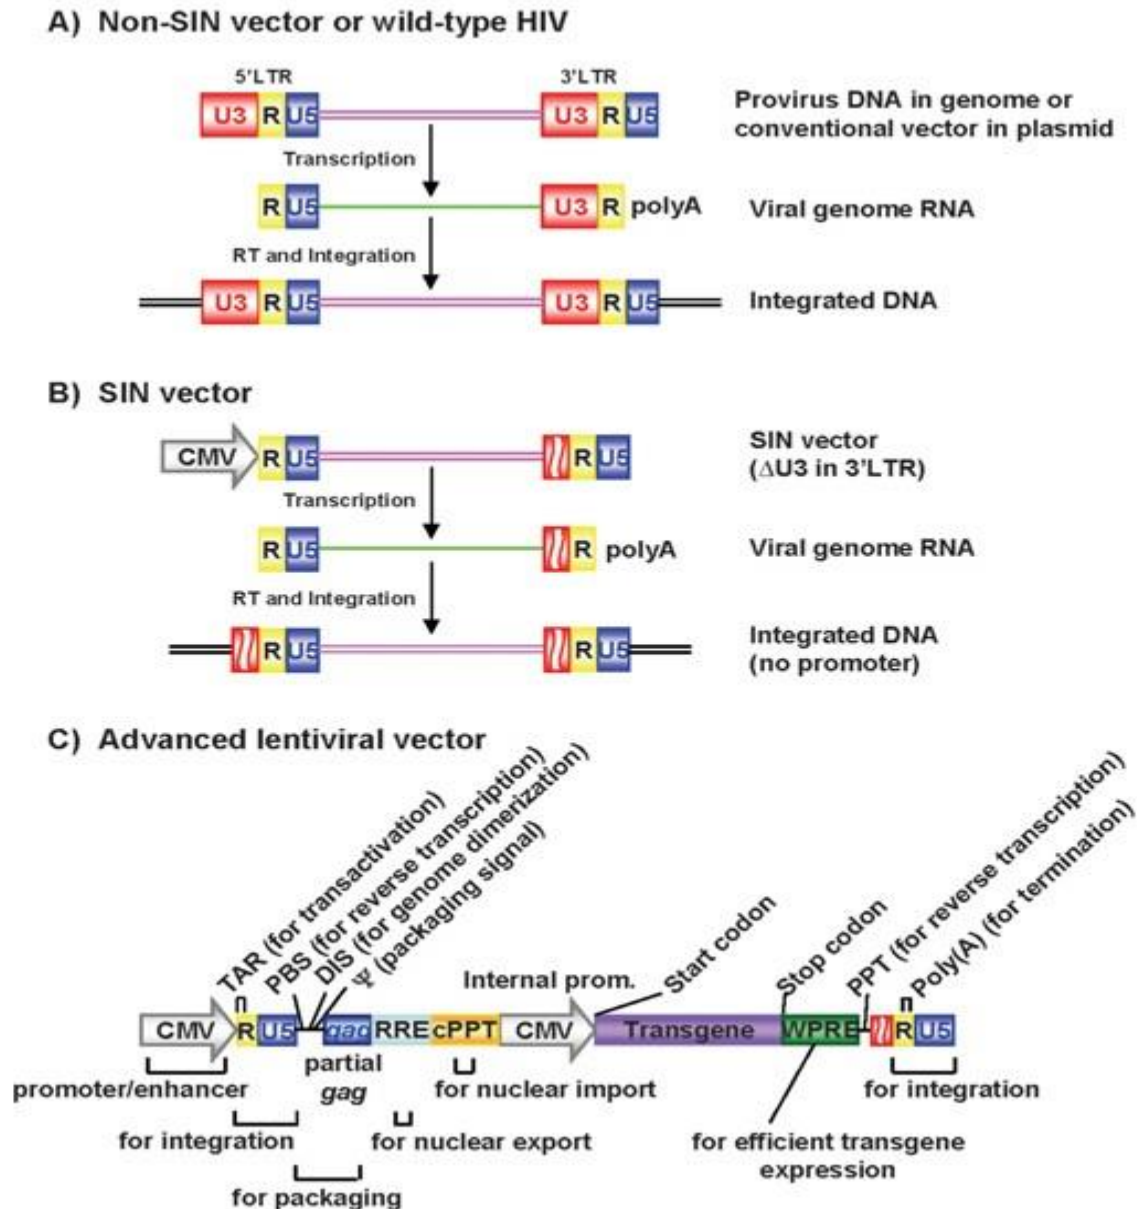 A) Non-SIN vector or wild-type HIV
5'LTR 3'LTR
U3 R U5 U3 R U5
Provirus DNA in genome or
conventional vector in plasmid
Transcription
R U5 U3 R polyA Viral genome RNA
RT and Integration
U3 R U5 U3 R U5 Integrated DNA
B) SIN vector
CMV R U5 R U5
SIN vector
(ΔU3 in 3'LTR)
Transcription
R U5 R polyA Viral genome RNA
RT and Integration
R U5 R U5
Integrated DNA
(no promoter)
C) Advanced lentiviral vector
TAR (for transactivation)
PBS (for reverse transcription)
DIS (for genome dimerization)
Ψ (packaging signal)
Internal prom.
Start codon
Stop codon
PPT (for reverse transcription)
Poly(A) (for termination)
CMV R U5 gag RRE cPPT CMV Transgene WPRE R U5
promoter/enhancer
partial
gag
for nuclear import
for integration
for integration
for nuclear export
for efficient transgene
expression
for packaging